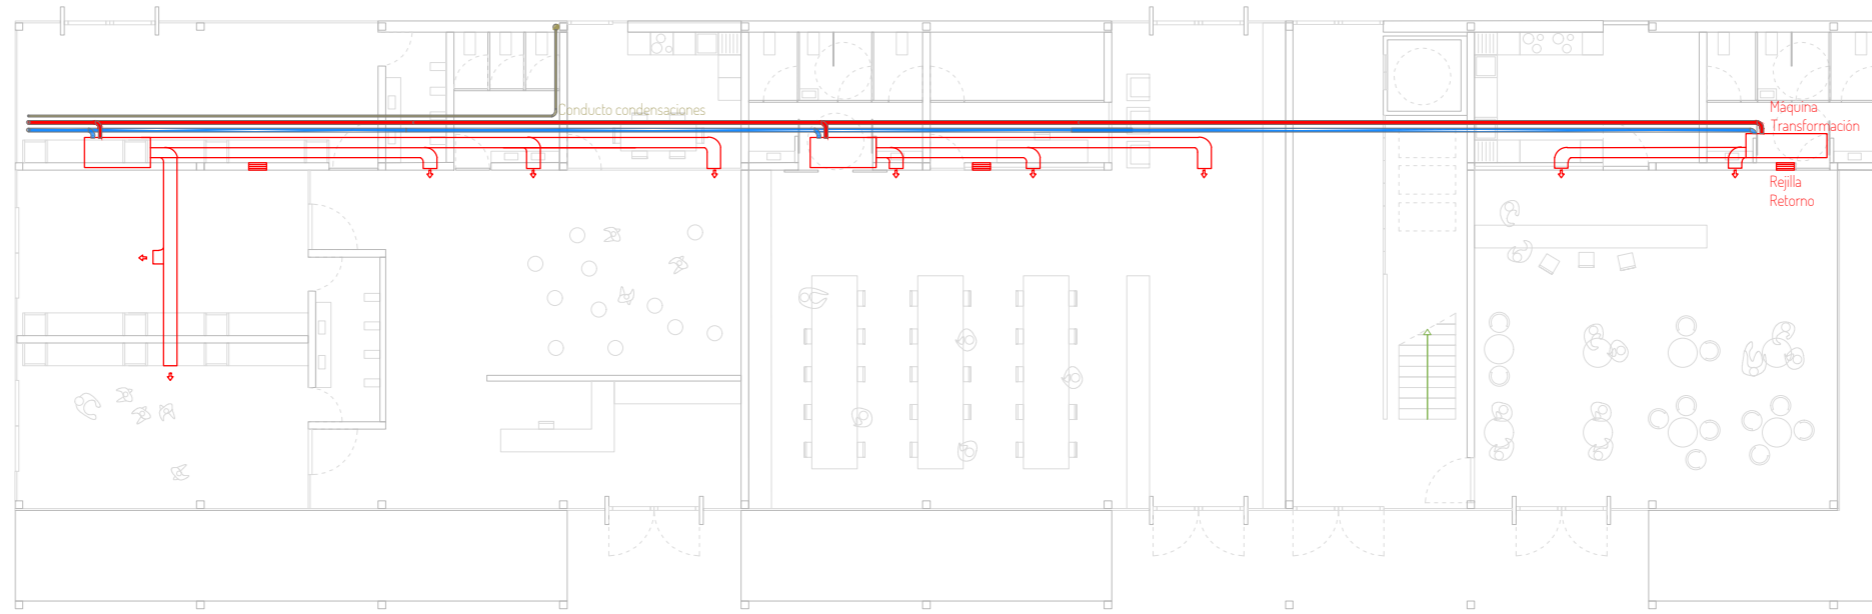 Conducto condensaciones
Máquina
Transformación
Rejilla
Retorno